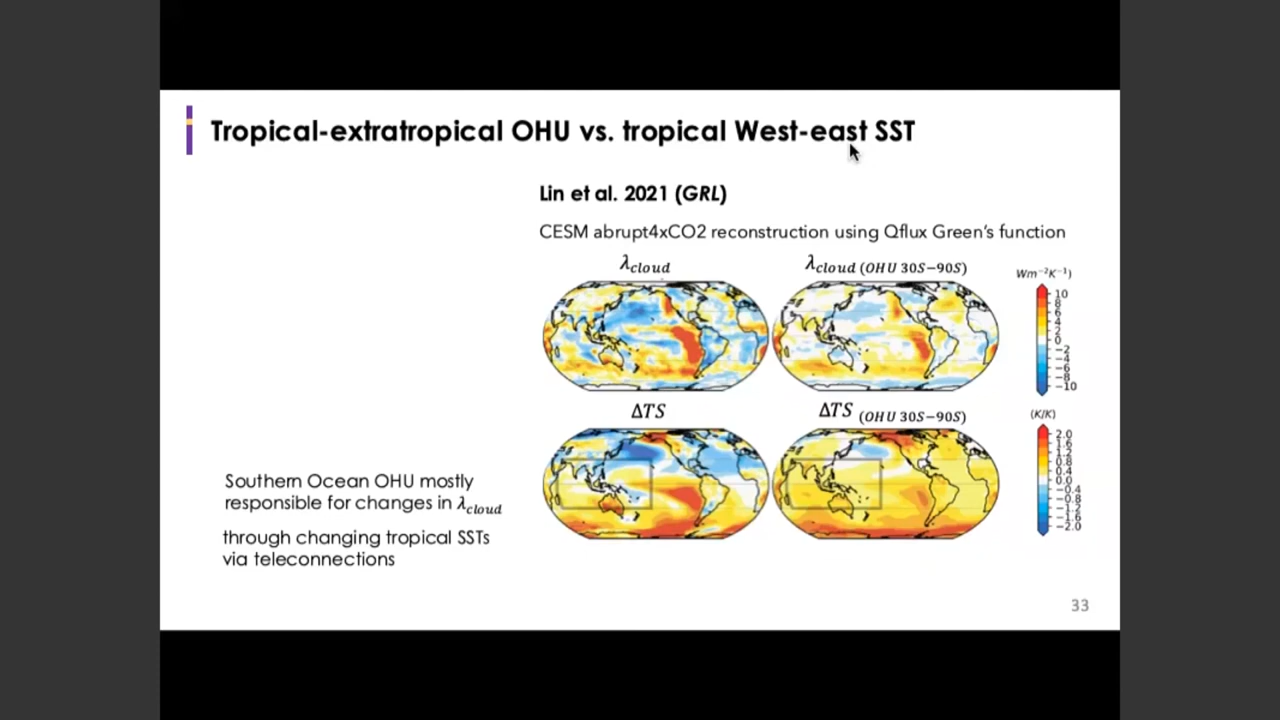 Tropical-extratropical OHU vs. tropical West-east SST
Lin et al. 2021 (GRL)
CESM abrupt4xCO2 reconstruction using Qflux Green's function
λcloud
λcloud (OHU 30S−90S)
Wm⁻²K⁻¹)
10
8
6
4
2
0
−2
−4
−6
−8
−10
ΔTS
ΔTS (OHU 30S−90S)
(K/K)
2.0
1.6
1.2
0.8
0.4
0.0
−0.4
−0.8
−1.2
−1.6
−2.0
Southern Ocean OHU mostly
responsible for changes in λcloud
through changing tropical SSTs
via teleconnections
33